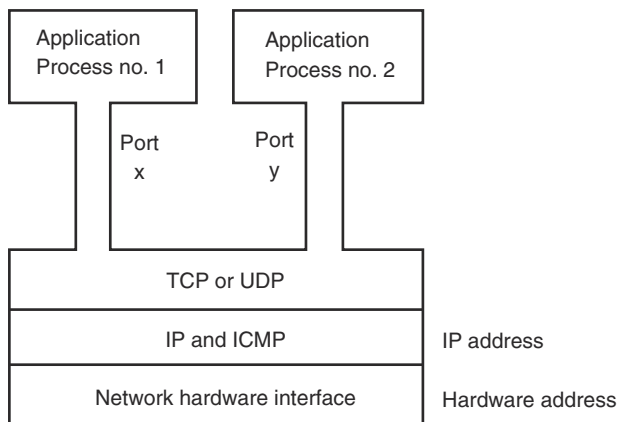 Application
Process no. 1
Application
Process no. 2
Port
x
Port
y
TCP or UDP
IP and ICMP
IP address
Network hardware interface
Hardware address